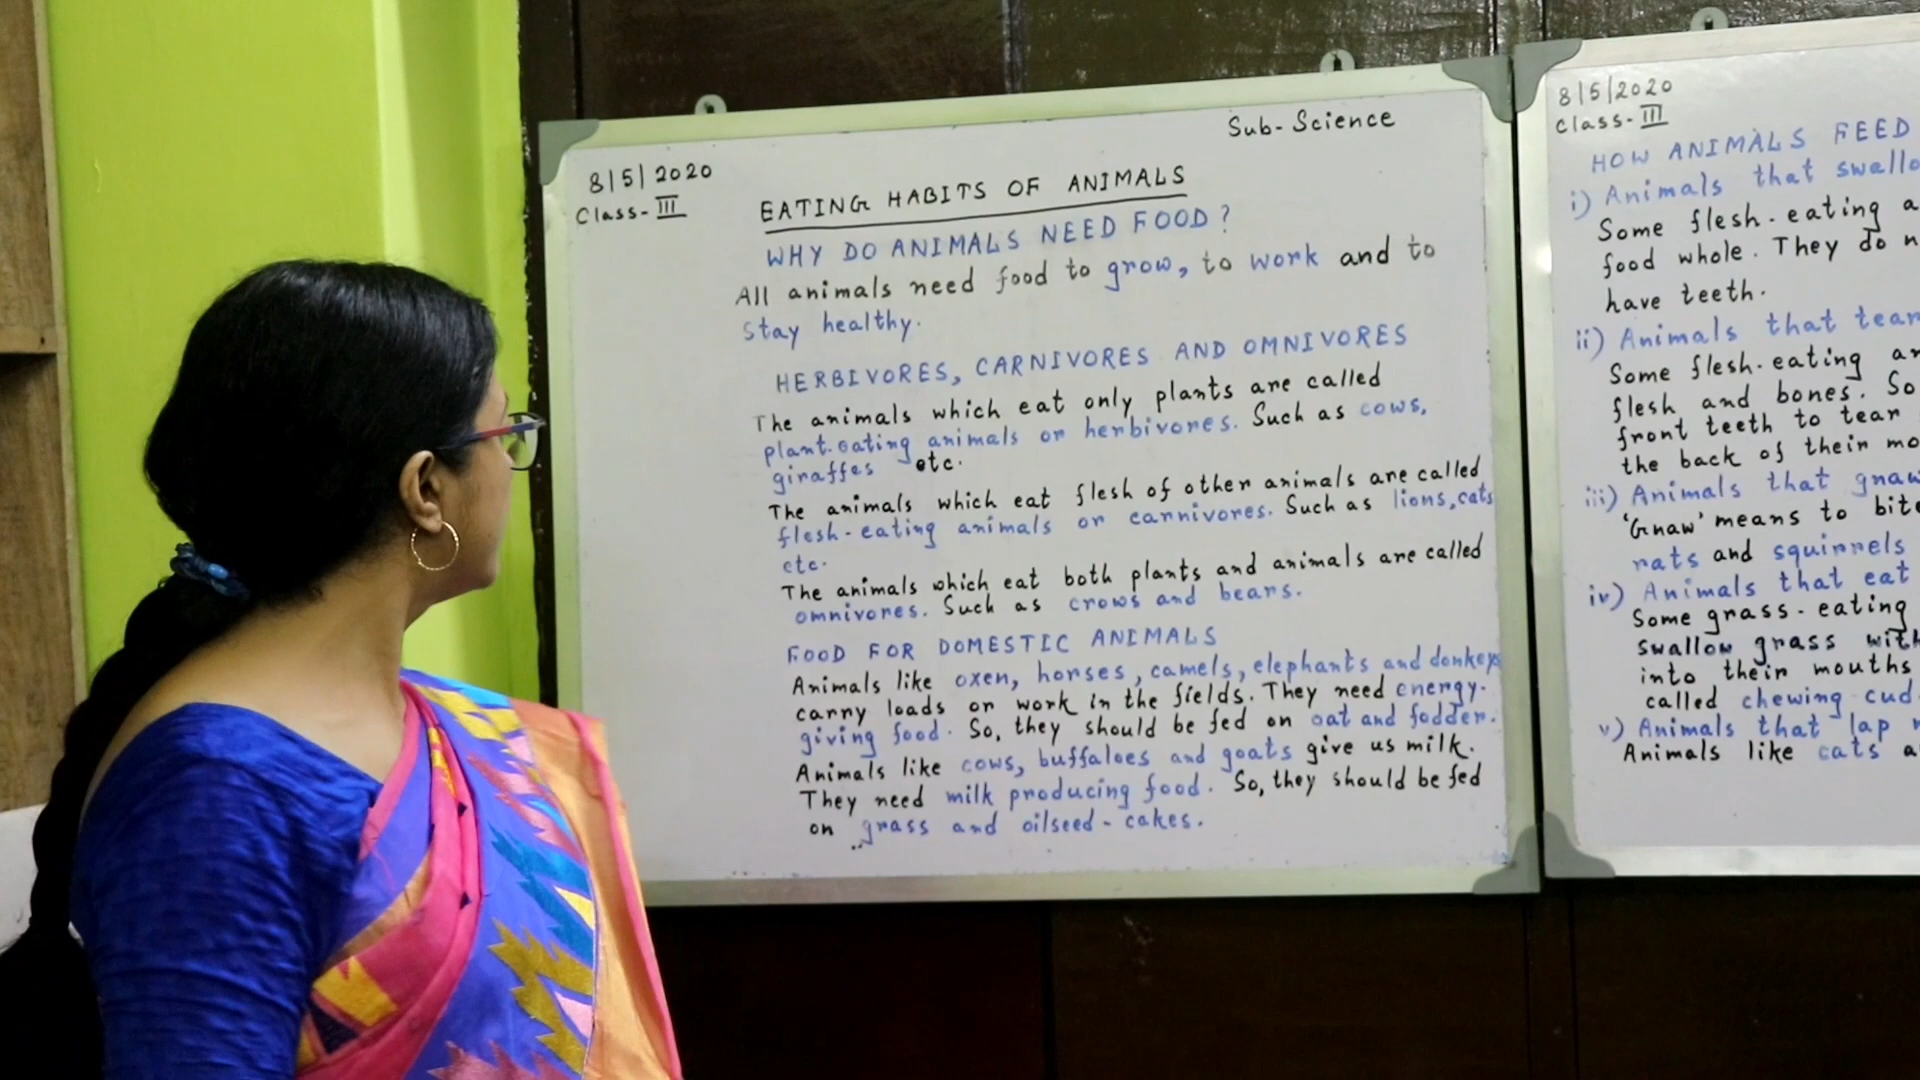 Sub-Science
8/5/2020
Class-III
EATING HABITS OF ANIMALS
WHY DO ANIMALS NEED FOOD?
All animals need food to grow, to work and to
stay healthy.
HERBIVORES, CARNIVORES AND OMNIVORES
The animals which eat only plants are called
plant-eating animals or herbivores. Such as cows,
giraffes etc.
The animals which eat flesh of other animals are called
flesh-eating animals or carnivores. Such as lions, cats
etc.
The animals which eat both plants and animals are called
omnivores. Such as crows and bears.
FOOD FOR DOMESTIC ANIMALS
Animals like oxen, horses, camels, elephants and donkeys
carry loads or work in the fields. They need energy-
giving food. So, they should be fed on oat and fodder.
Animals like cows, buffaloes and goats give us milk.
They need milk producing food. So, they should be fed
on grass and oilseed-cakes.
8/5/2020
Class-III
HOW ANIMALS FEED
i) Animals that swallo
Some flesh-eating a
food whole. They do n
have teeth.
ii) Animals that tear
Some flesh-eating an
flesh and bones. So
front teeth to tear
the back of their mo
iii) Animals that gnaw
'Gnaw' means to bite
rats and squirrels
iv) Animals that eat
Some grass-eating
swallow grass with
into their mouths
called chewing cud.
v) Animals that lap
Animals like cats a